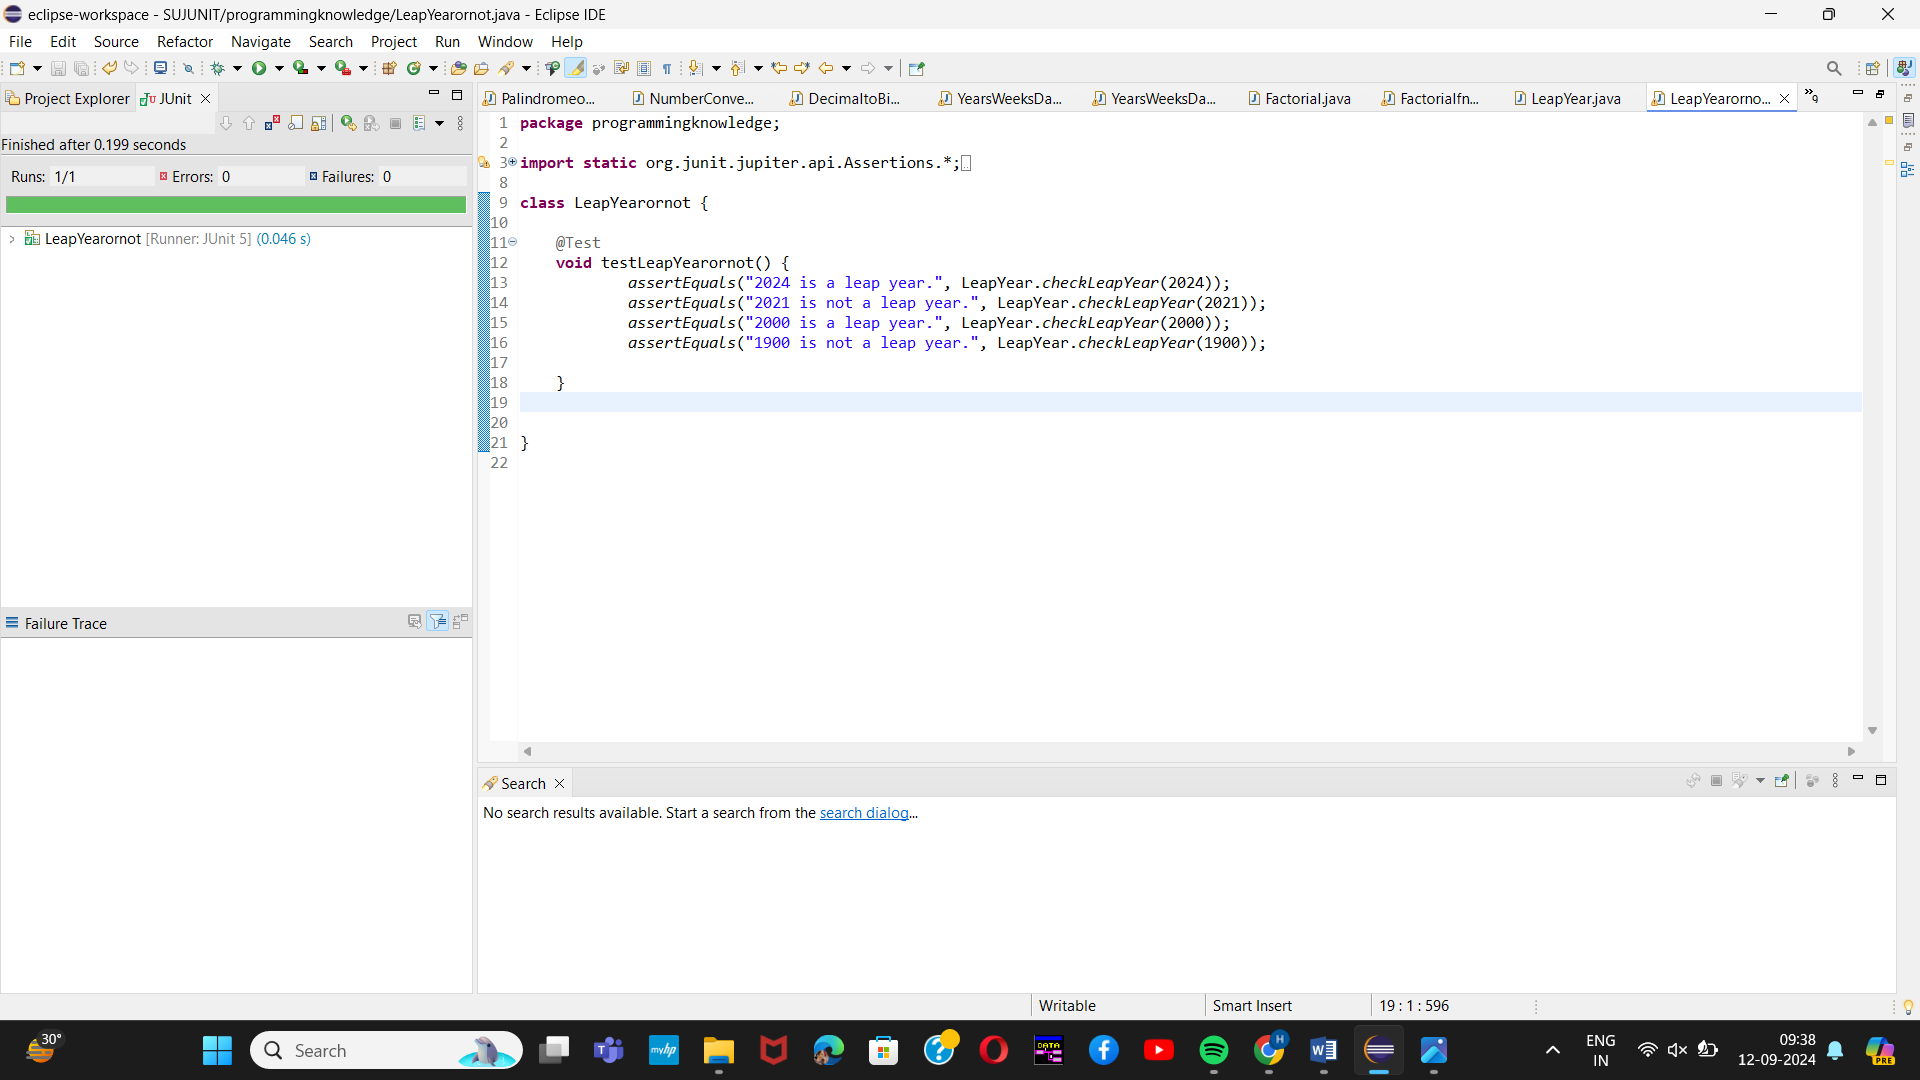 eclipse-workspace - SUJUNIT/programmingknowledge/LeapYearornot.java - Eclipse IDE
File Edit Source Refactor Navigate Search Project Run Window Help
Project Explorer JUnit
Palindromeo... NumberConve... DecimaltoBi... YearsWeeksDa... YearsWeeksDa... Factorial.java Factorialfn... LeapYear.java LeapYearorno... »9
Finished after 0.199 seconds
Runs: 1/1 Errors: 0 Failures: 0
LeapYearornot [Runner: JUnit 5] (0.046 s)
Failure Trace
1 package programmingknowledge;
2
3 import static org.junit.jupiter.api.Assertions.*;
8
9 class LeapYearornot {
10
11 @Test
12 void testLeapYearornot() {
13 assertEquals("2024 is a leap year.", LeapYear.checkLeapYear(2024));
14 assertEquals("2021 is not a leap year.", LeapYear.checkLeapYear(2021));
15 assertEquals("2000 is a leap year.", LeapYear.checkLeapYear(2000));
16 assertEquals("1900 is not a leap year.", LeapYear.checkLeapYear(1900));
17
18 }
19
20
21 }
22
Search
No search results available. Start a search from the search dialog...
Writable Smart Insert 19 : 1 : 596
30°
Search
myhp
DATA
H
ENG
IN
09:38
12-09-2024
PRE